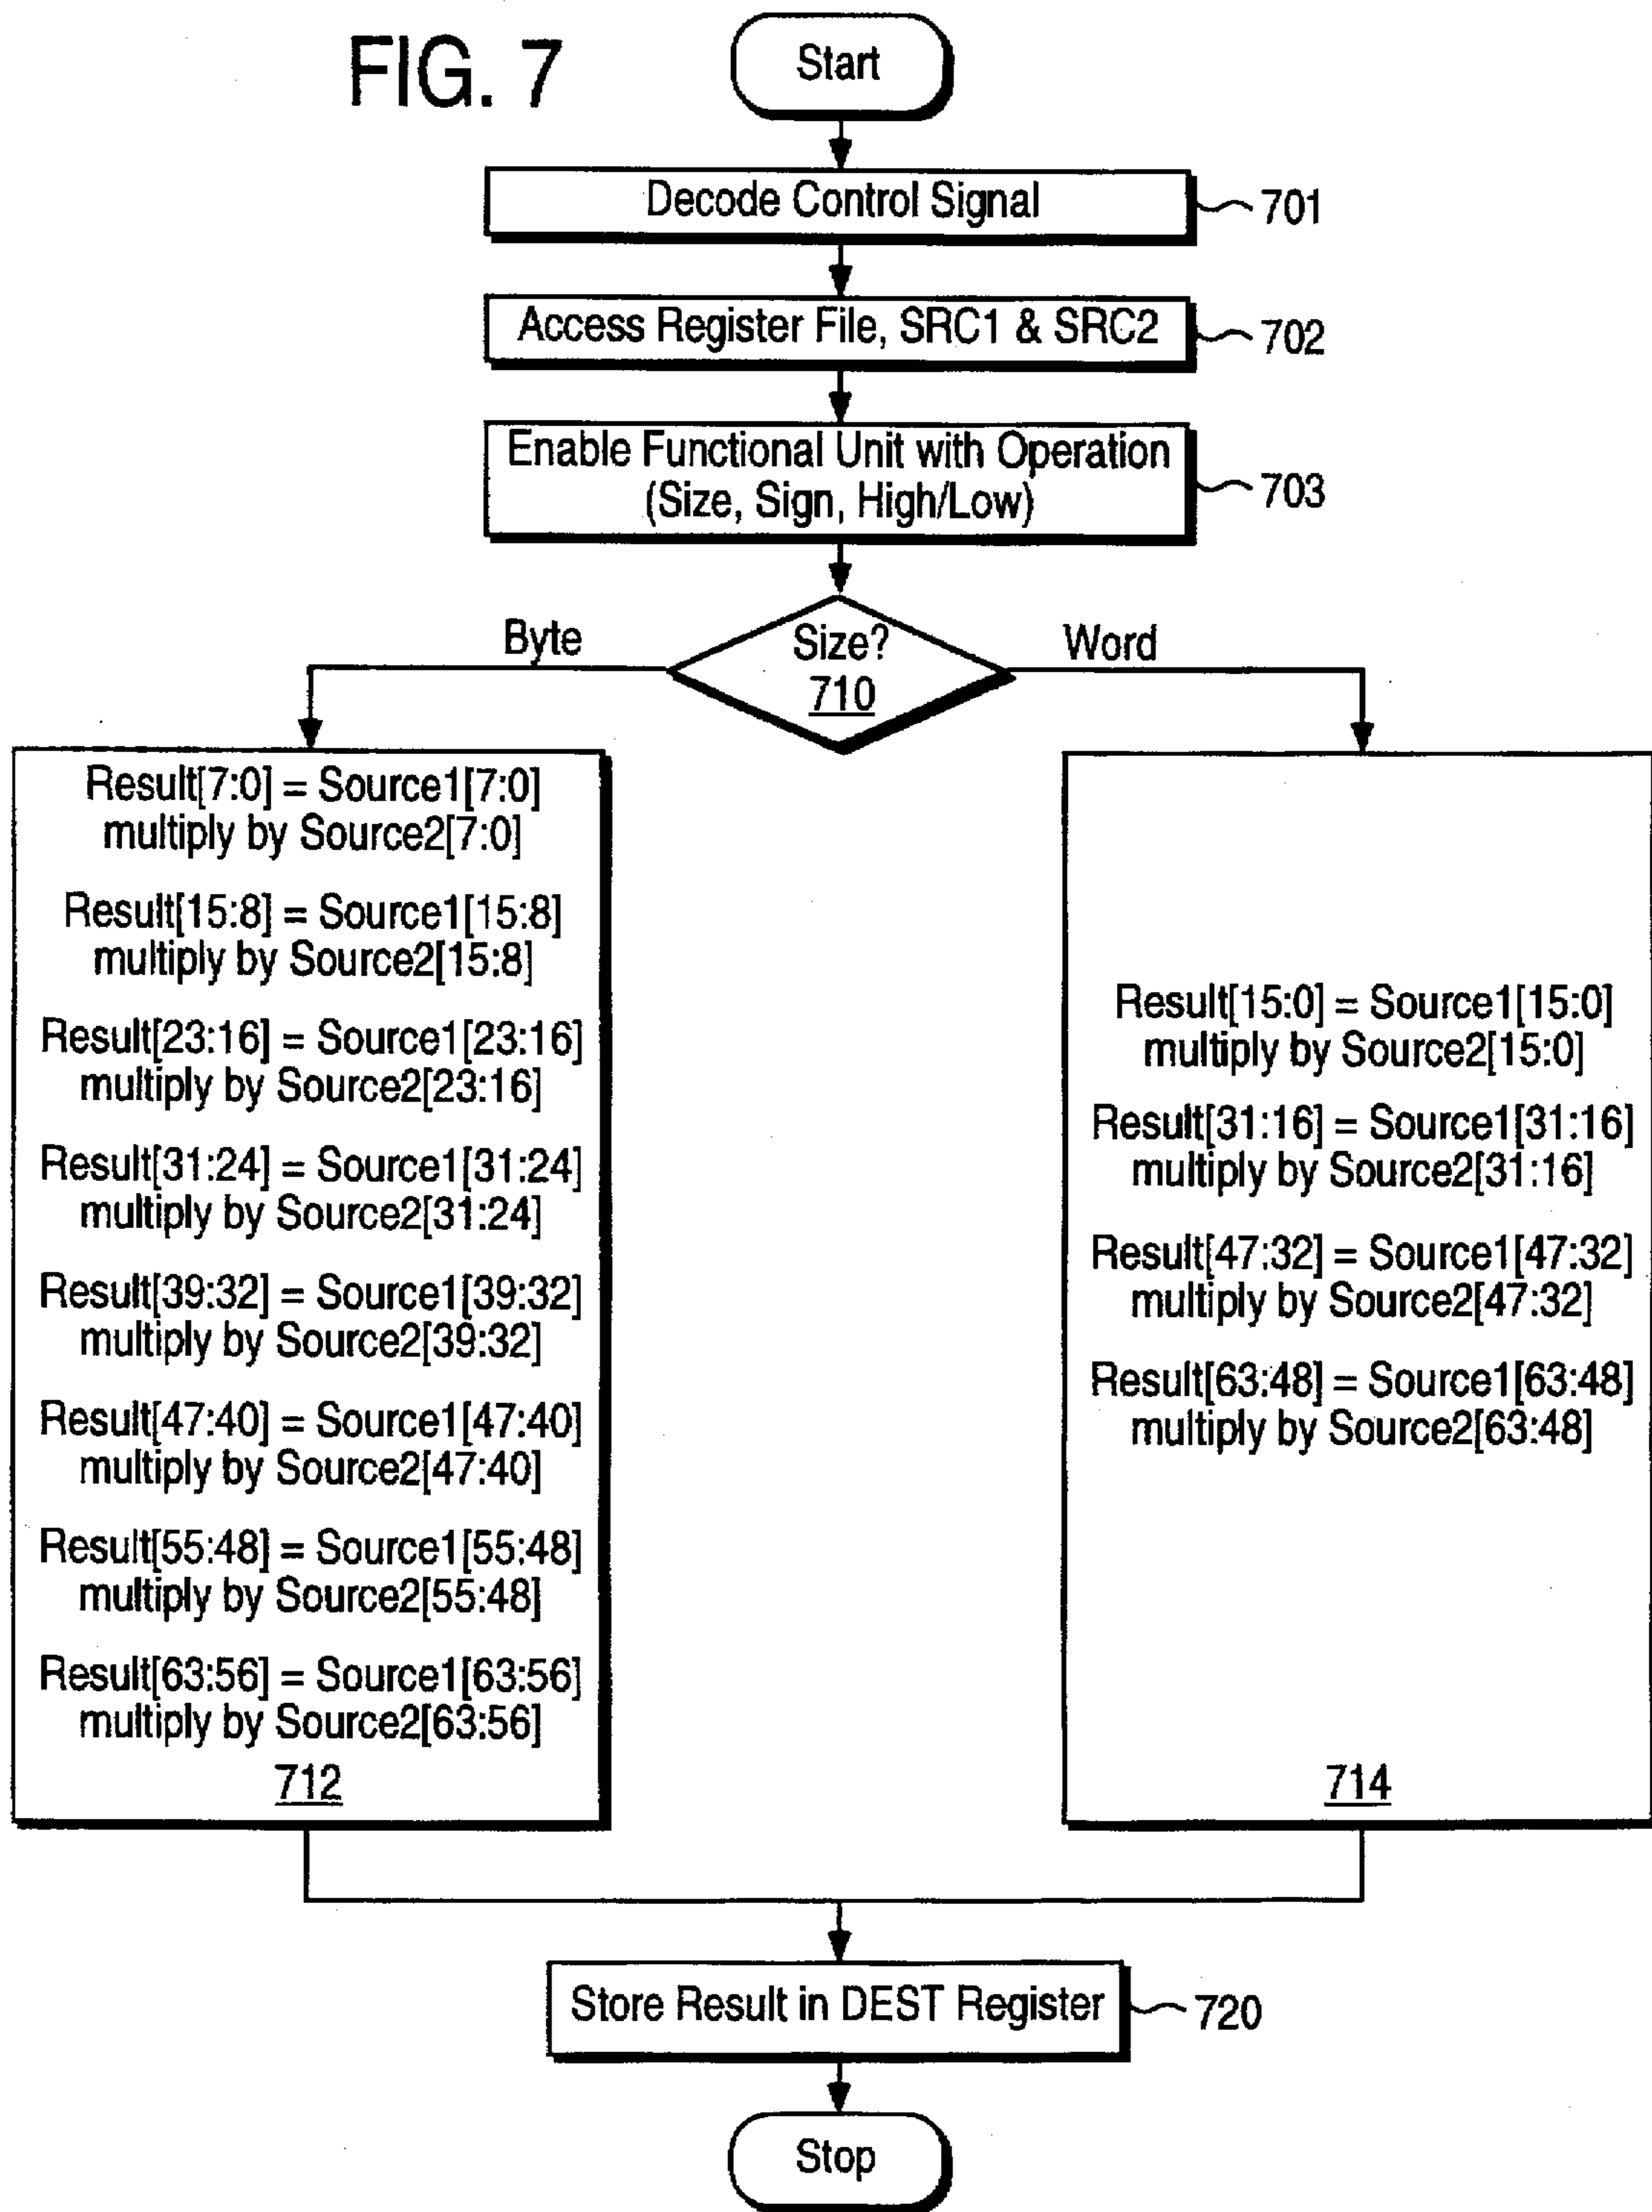 FIG. 7
Start
Decode Control Signal
701
Access Register File, SRC1 & SRC2
702
Enable Functional Unit with Operation
(Size, Sign, High/Low)
703
Byte
Size?
710
Word
Result[7:0] = Source1[7:0]
multiply by Source2[7:0]
Result[15:8] = Source1[15:8]
multiply by Source2[15:8]
Result[23:16] = Source1[23:16]
multiply by Source2[23:16]
Result[31:24] = Source1[31:24]
multiply by Source2[31:24]
Result[39:32] = Source1[39:32]
multiply by Source2[39:32]
Result[47:40] = Source1[47:40]
multiply by Source2[47:40]
Result[55:48] = Source1[55:48]
multiply by Source2[55:48]
Result[63:56] = Source1[63:56]
multiply by Source2[63:56]
712
Result[15:0] = Source1[15:0]
multiply by Source2[15:0]
Result[31:16] = Source1[31:16]
multiply by Source2[31:16]
Result[47:32] = Source1[47:32]
multiply by Source2[47:32]
Result[63:48] = Source1[63:48]
multiply by Source2[63:48]
714
Store Result in DEST Register
720
Stop